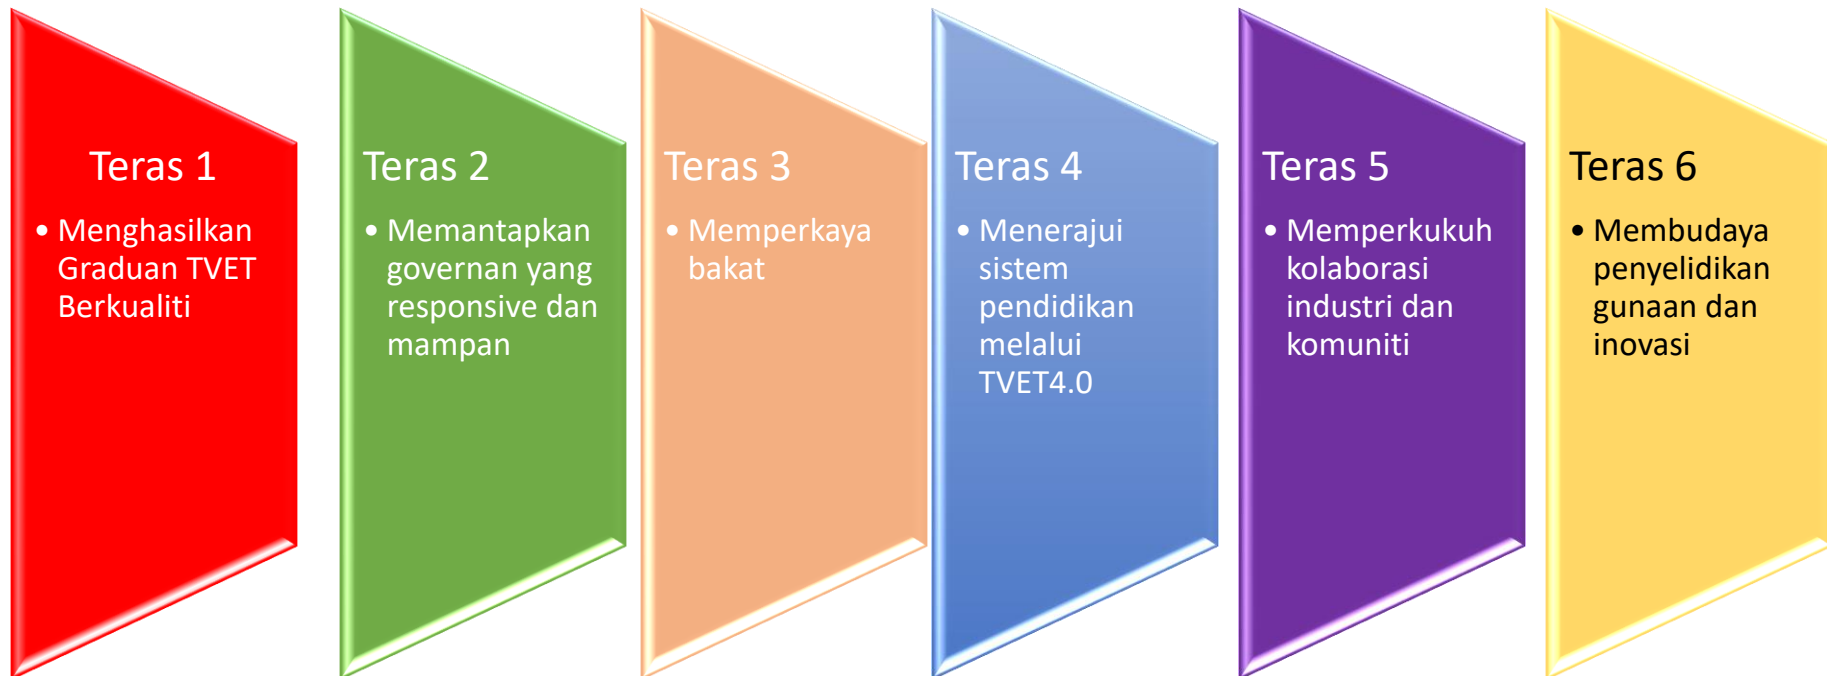 Teras 1
• Menghasilkan
Graduan TVET
Berkualiti
Teras 2
• Memantapkan
governan yang
responsive dan
mampan
Teras 3
• Memperkaya
bakat
Teras 4
• Menerajui
sistem
pendidikan
melalui
TVET4.0
Teras 5
• Memperkukuh
kolaborasi
industri dan
komuniti
Teras 6
• Membudaya
penyelidikan
gunaan dan
inovasi